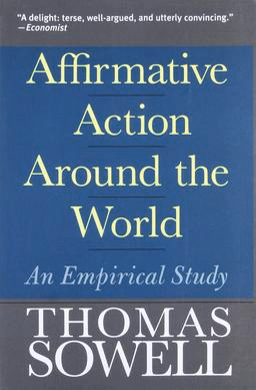 “A delight: terse, well-argued, and utterly convincing.”
—Economist
Affirmative
Action
Around the
World
An Empirical Study
THOMAS
SOWELL